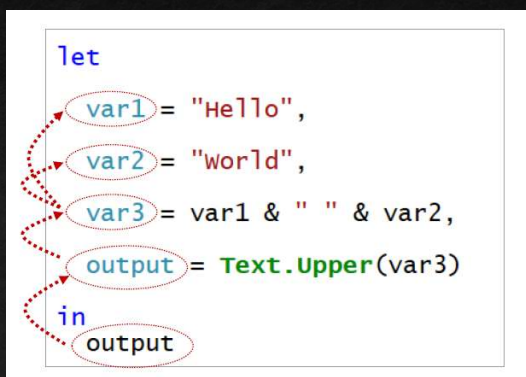 let
var1 = "Hello",
var2 = "World",
var3 = var1 & " " & var2,
output = Text.Upper(var3)
in
output